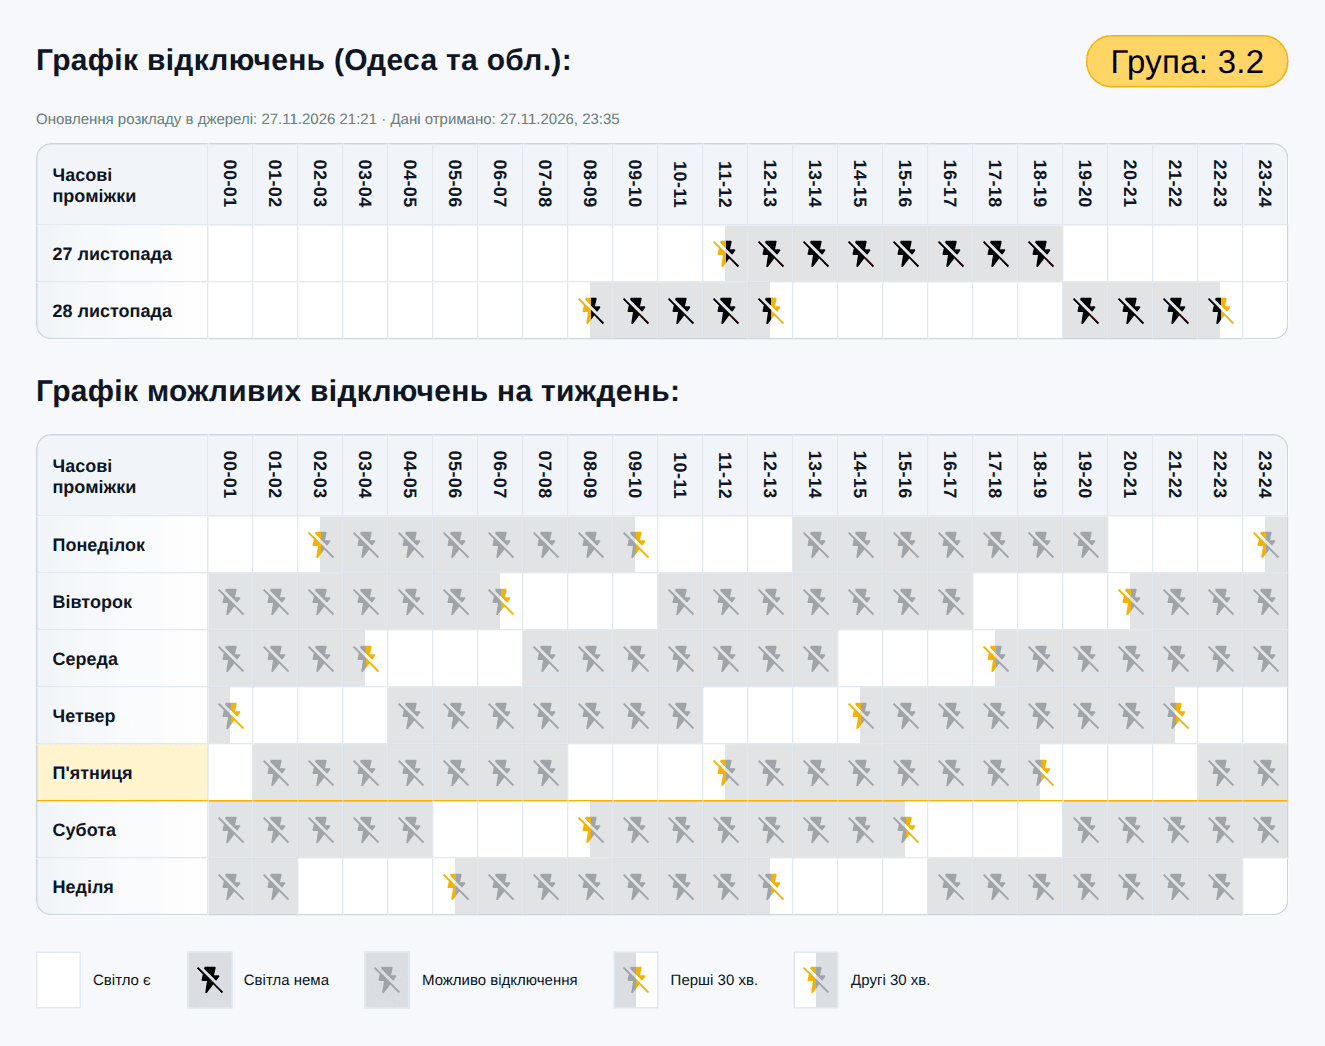 Графік відключень (Одеса та обл.):
Група: 3.2
Оновлення розкладу в джерелі: 27.11.2026 21:21 · Дані отримано: 27.11.2026, 23:35
Часові проміжки 00-01 01-02 02-03 03-04 04-05 05-06 06-07 07-08 08-09 09-10 10-11 11-12 12-13 13-14 14-15 15-16 16-17 17-18 18-19 19-20 20-21 21-22 22-23 23-24
27 листопада
28 листопада
Графік можливих відключень на тиждень:
Часові проміжки 00-01 01-02 02-03 03-04 04-05 05-06 06-07 07-08 08-09 09-10 10-11 11-12 12-13 13-14 14-15 15-16 16-17 17-18 18-19 19-20 20-21 21-22 22-23 23-24
Понеділок
Вівторок
Середа
Четвер
П'ятниця
Субота
Неділя
Світло є Світла нема Можливо відключення Перші 30 хв. Другі 30 хв.